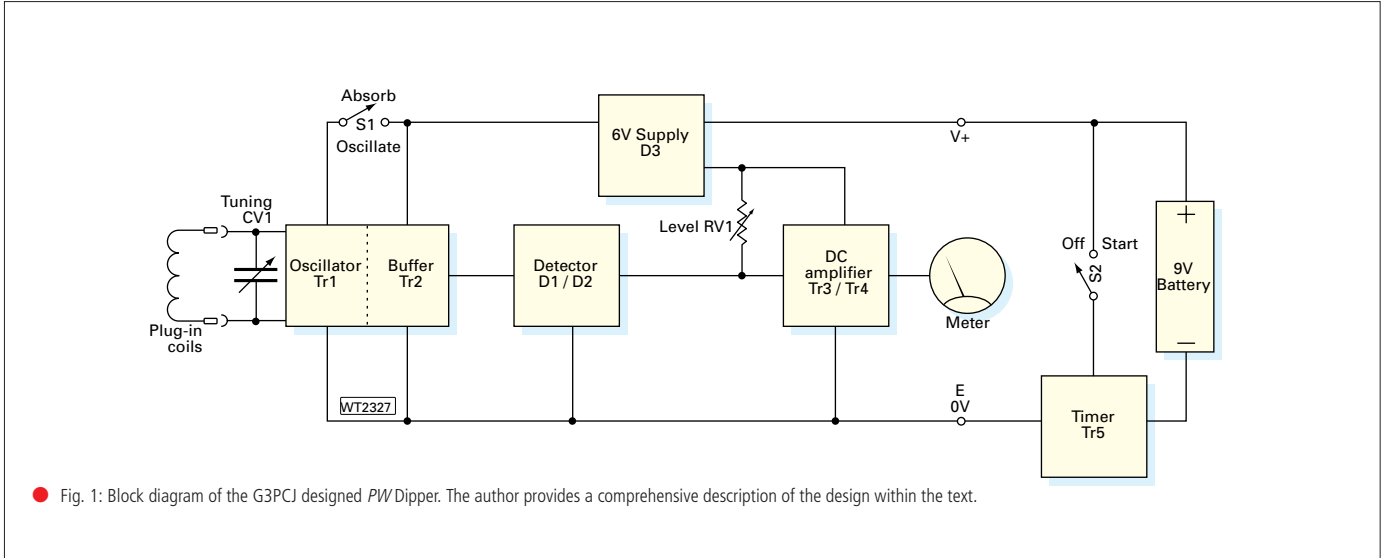 Absorb
S1
Oscillate
6V Supply
D3
V+
Tuning
CV1
Level RV1
Off
Start
S2
+
9V
Battery
–
Oscillator
Tr1
Buffer
Tr2
Detector
D1 / D2
DC
amplifier
Tr3 / Tr4
Meter
Plug-in
coils
WT2327
E
0V
Timer
Tr5
Fig. 1: Block diagram of the G3PCJ designed PW Dipper. The author provides a comprehensive description of the design within the text.